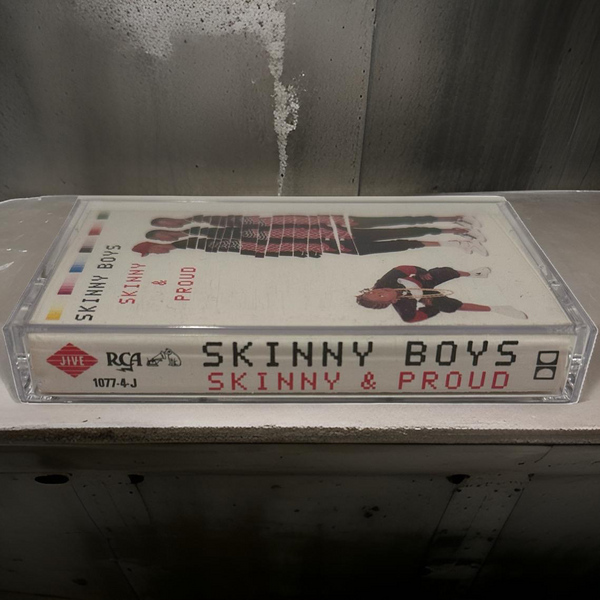 SKINNY BOYS
SKINNY
&
PROUD
JIVE
RCA
1077-4-J
SKINNY BOYS
SKINNY & PROUD